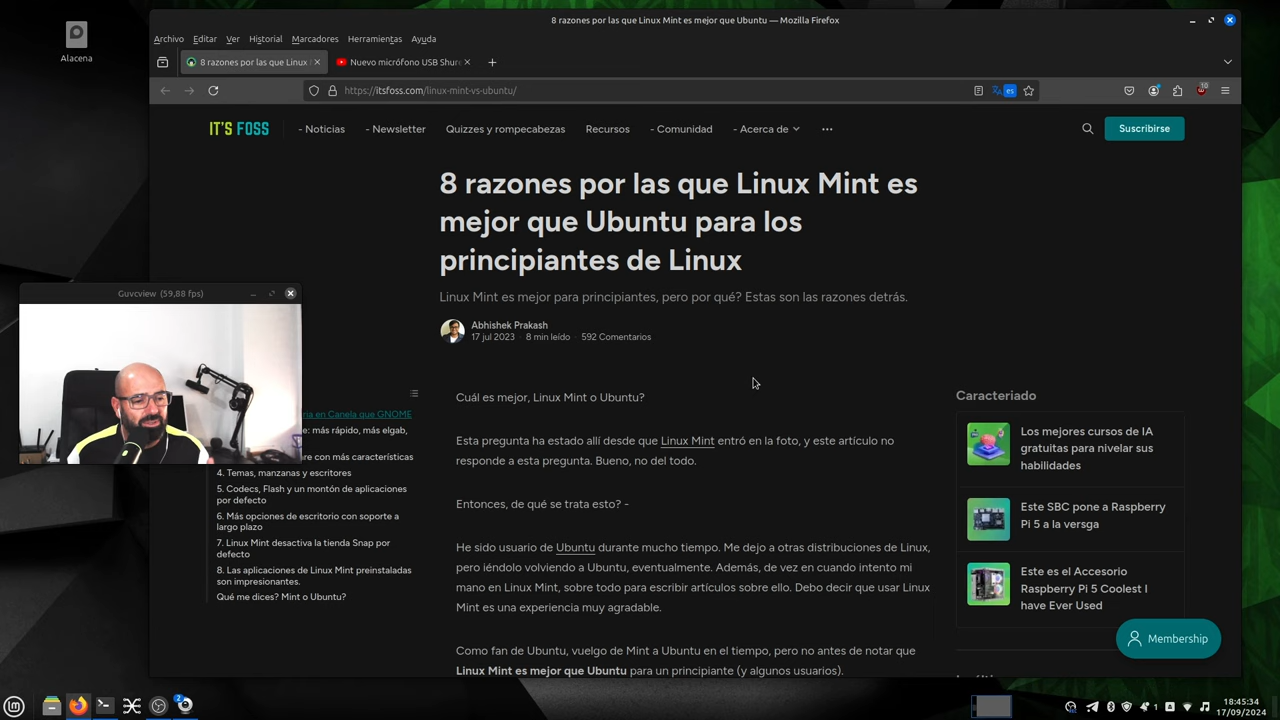 8 razones por las que Linux Mint es mejor que Ubuntu — Mozilla Firefox
Alacena
Archivo Editar Ver Historial Marcadores Herramientas Ayuda
8 razones por las que Linux
Nuevo micrófono USB Shure
https://itsfoss.com/linux-mint-vs-ubuntu/
es
10
IT'S FOSS
- Noticias - Newsletter Quizzes y rompecabezas Recursos - Comunidad - Acerca de
Suscribirse
8 razones por las que Linux Mint es
mejor que Ubuntu para los
principiantes de Linux
Linux Mint es mejor para principiantes, pero por qué? Estas son las razones detrás.
Abhishek Prakash
17 jul 2023 · 8 min leído · 592 Comentarios
Guvcview (59,88 fps)
ria en Canela que GNOME
e: más rápido, más elgab,
re con más características
4. Temas, manzanas y escritores
5. Codecs, Flash y un montón de aplicaciones
por defecto
6. Más opciones de escritorio con soporte a
largo plazo
7. Linux Mint desactiva la tienda Snap por
defecto
8. Las aplicaciones de Linux Mint preinstaladas
son impresionantes.
Qué me dices? Mint o Ubuntu?
Cuál es mejor, Linux Mint o Ubuntu?
Esta pregunta ha estado allí desde que Linux Mint entró en la foto, y este artículo no
responde a esta pregunta. Bueno, no del todo.
Entonces, de qué se trata esto? -
He sido usuario de Ubuntu durante mucho tiempo. Me dejo a otras distribuciones de Linux,
pero iéndolo volviendo a Ubuntu, eventualmente. Además, de vez en cuando intento mi
mano en Linux Mint, sobre todo para escribir artículos sobre ello. Debo decir que usar Linux
Mint es una experiencia muy agradable.
Como fan de Ubuntu, vuelgo de Mint a Ubuntu en el tiempo, pero no antes de notar que
Linux Mint es mejor que Ubuntu para un principiante (y algunos usuarios).
Caracteriado
Los mejores cursos de IA
gratuitas para nivelar sus
habilidades
Este SBC pone a Raspberry
Pi 5 a la versga
Este es el Accesorio
Raspberry Pi 5 Coolest I
have Ever Used
Membership
2
1
18:45:34
17/09/2024